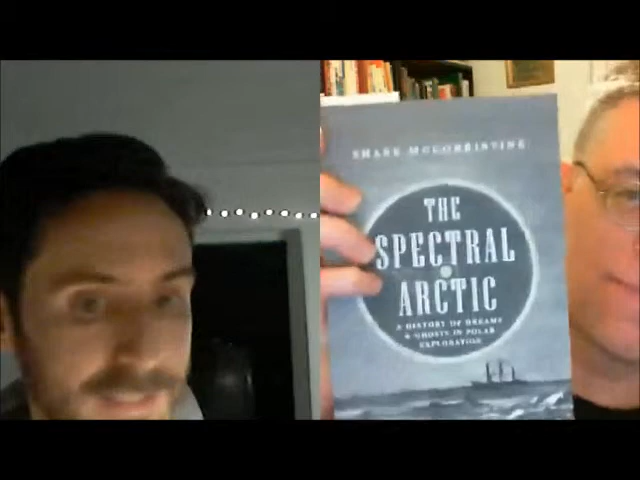 SHANE MCCORRISTINE
THE
SPECTRAL
ARCTIC
A HISTORY OF DREAMS
& GHOSTS IN POLAR
EXPLORATION